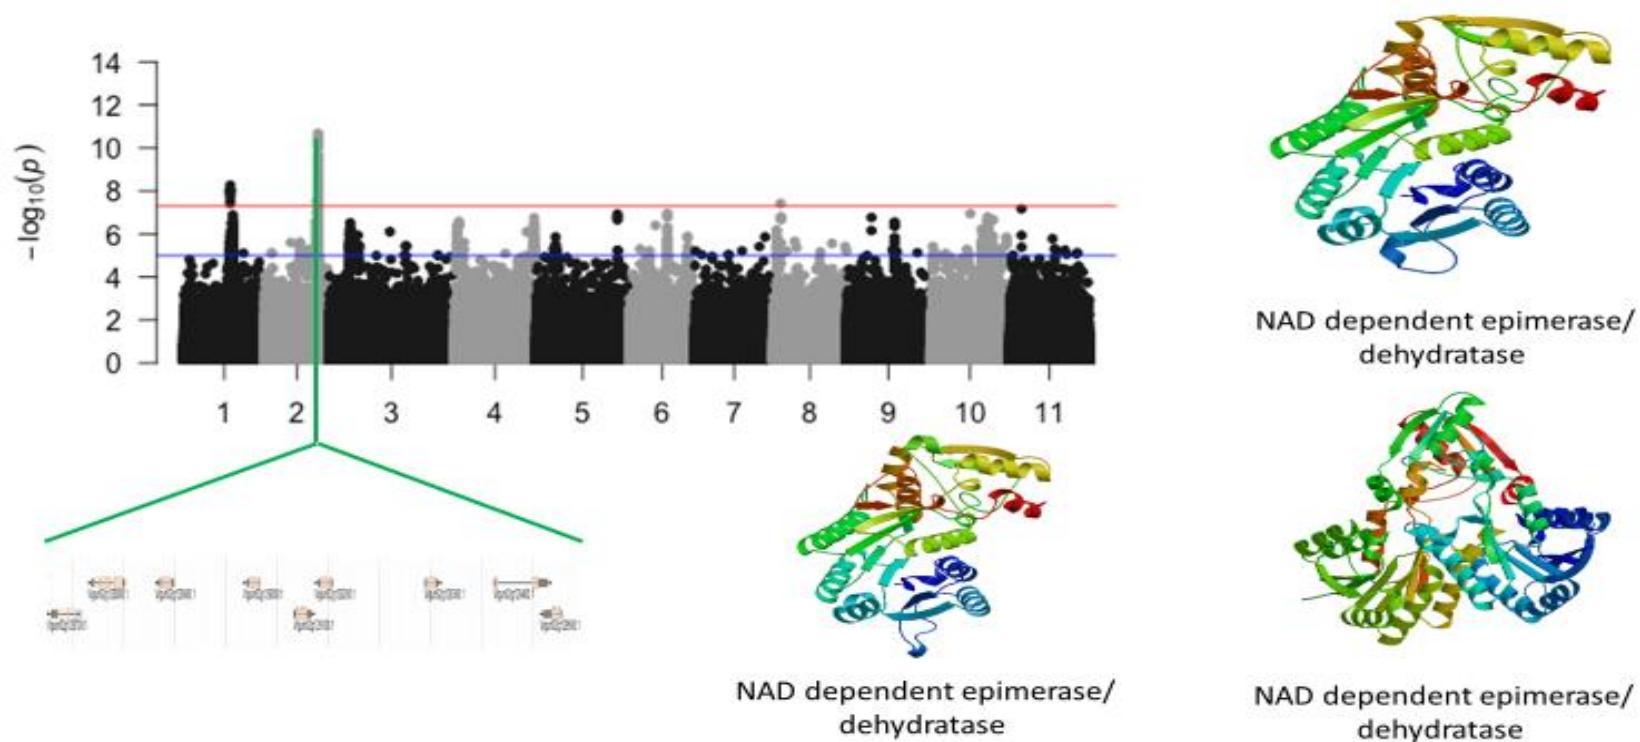 14
12
10
8
6
4
2
0
−log₁₀(p)
1 2 3 4 5 6 7 8 9 10 11
NAD dependent epimerase/
dehydratase
NAD dependent epimerase/
dehydratase
NAD dependent epimerase/
dehydratase